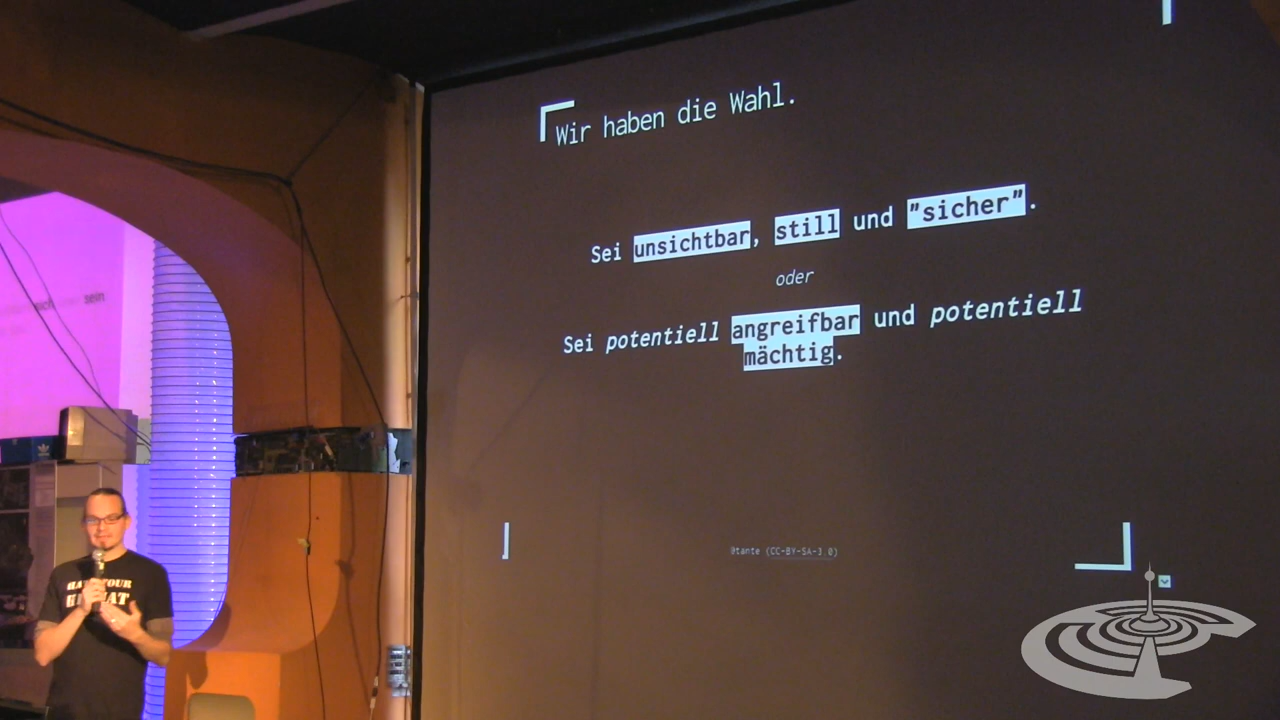 Wir haben die Wahl.
Sei unsichtbar, still und "sicher".
oder
Sei potentiell angreifbar und potentiell
mächtig.
@tante (CC-BY-SA-3.0)
sein